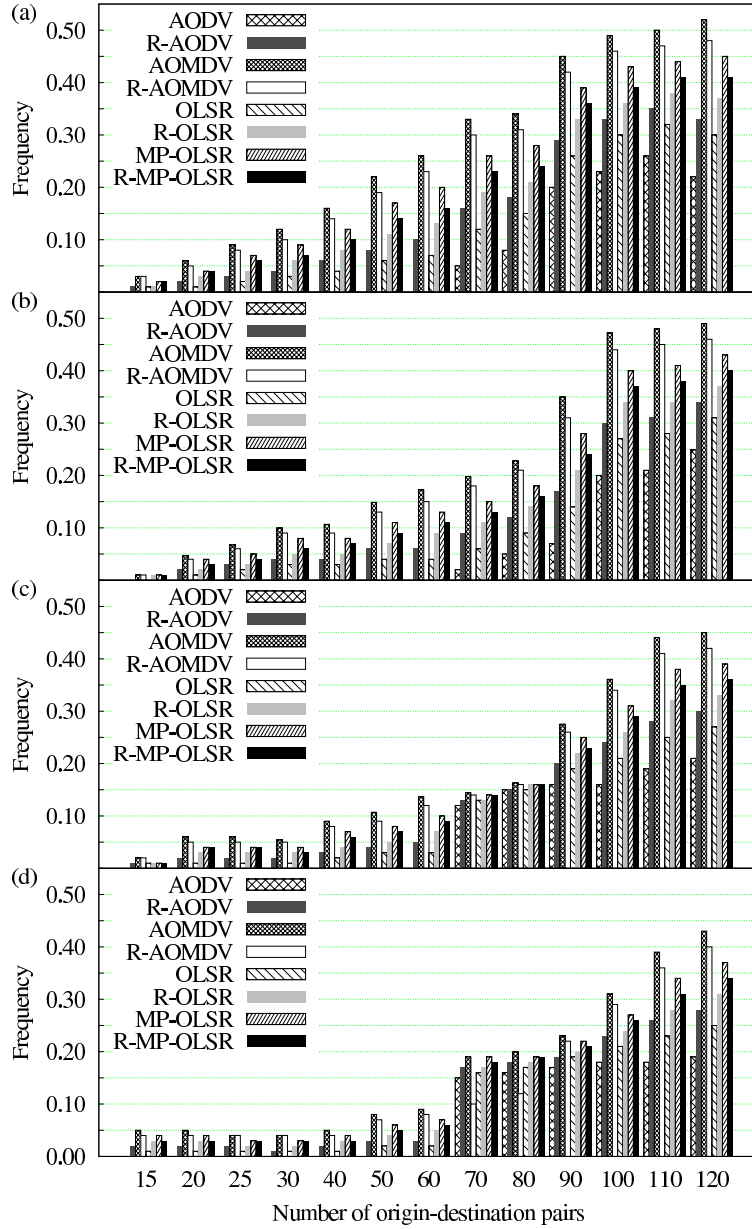 (a)
AODV
R-AODV
AOMDV
R-AOMDV
OLSR
R-OLSR
MP-OLSR
R-MP-OLSR
0.50
0.40
0.30
0.20
0.10
Frequency
(b)
AODV
R-AODV
AOMDV
R-AOMDV
OLSR
R-OLSR
MP-OLSR
R-MP-OLSR
0.50
0.40
0.30
0.20
0.10
Frequency
(c)
AODV
R-AODV
AOMDV
R-AOMDV
OLSR
R-OLSR
MP-OLSR
R-MP-OLSR
0.50
0.40
0.30
0.20
0.10
Frequency
(d)
AODV
R-AODV
AOMDV
R-AOMDV
OLSR
R-OLSR
MP-OLSR
R-MP-OLSR
0.50
0.40
0.30
0.20
0.10
0.00
Frequency
15 20 25 30 40 50 60 70 80 90 100 110 120
Number of origin-destination pairs